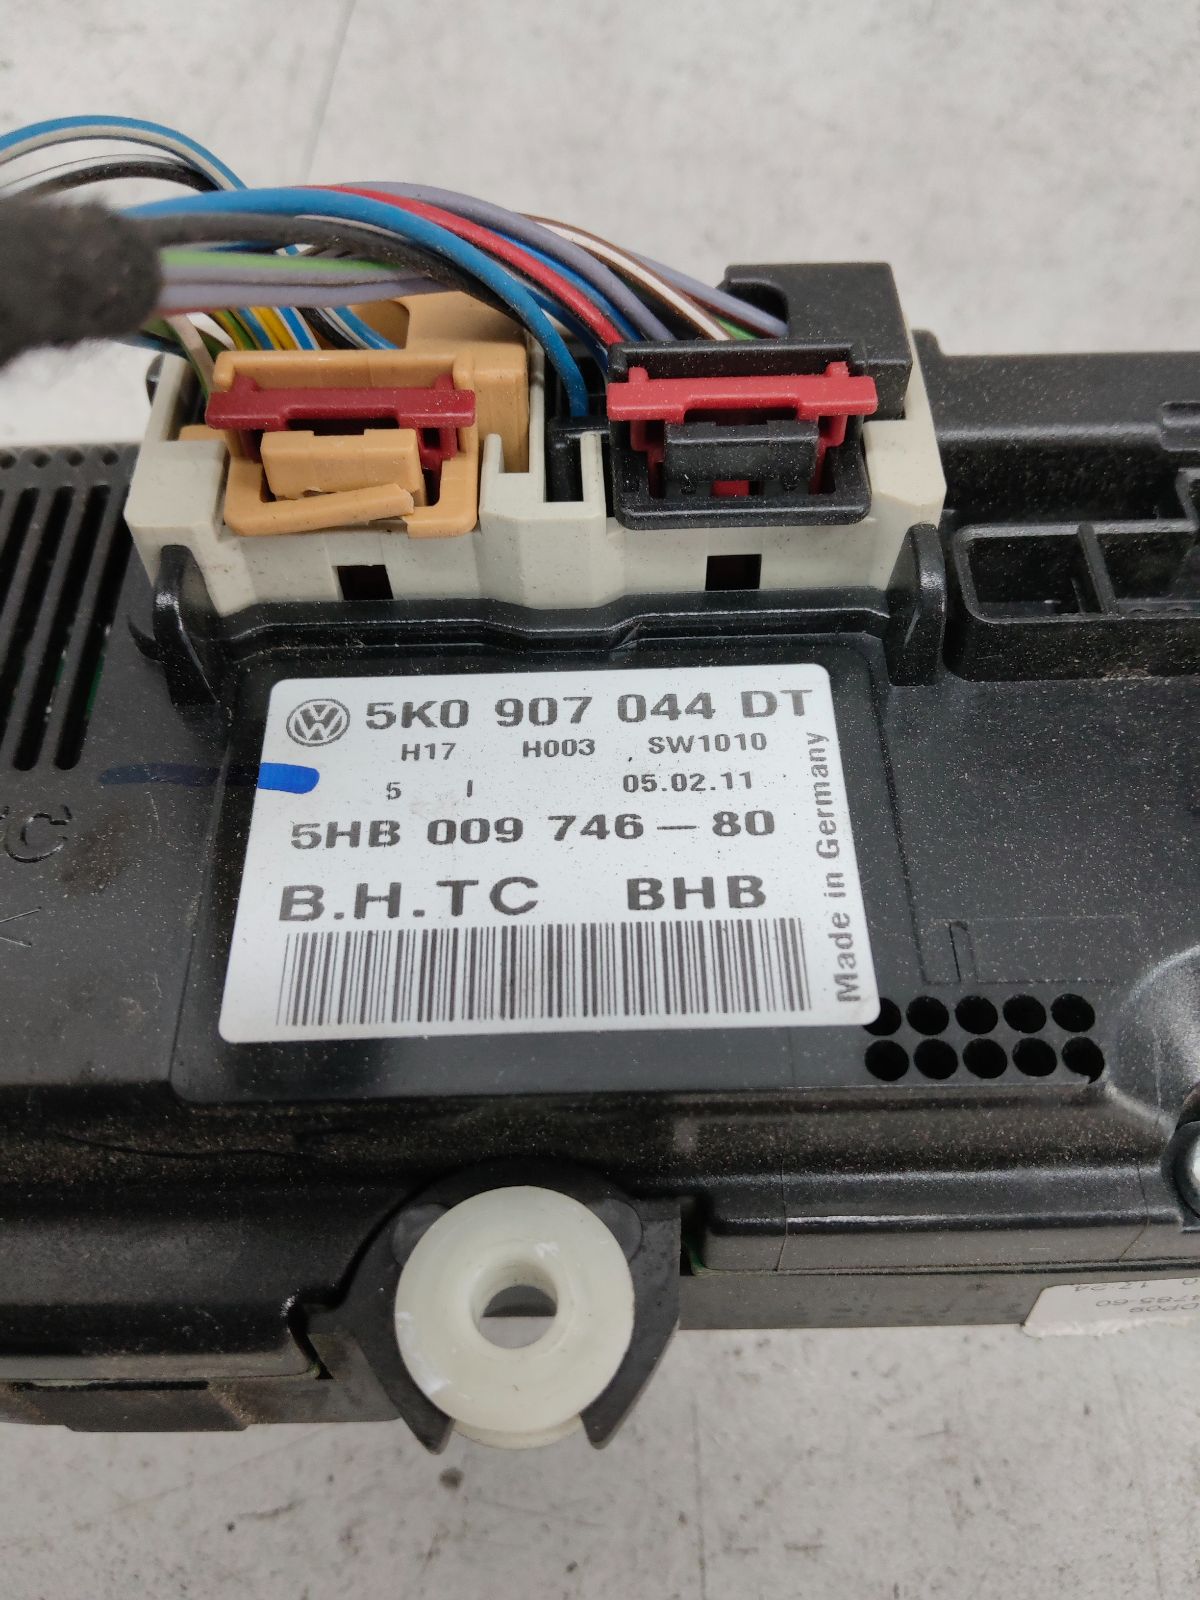 5K0 907 044 DT
H17 H003 SW1010
5 I 05.02.11
5HB 009 746-80
B.H.TC BHB
Made in Germany